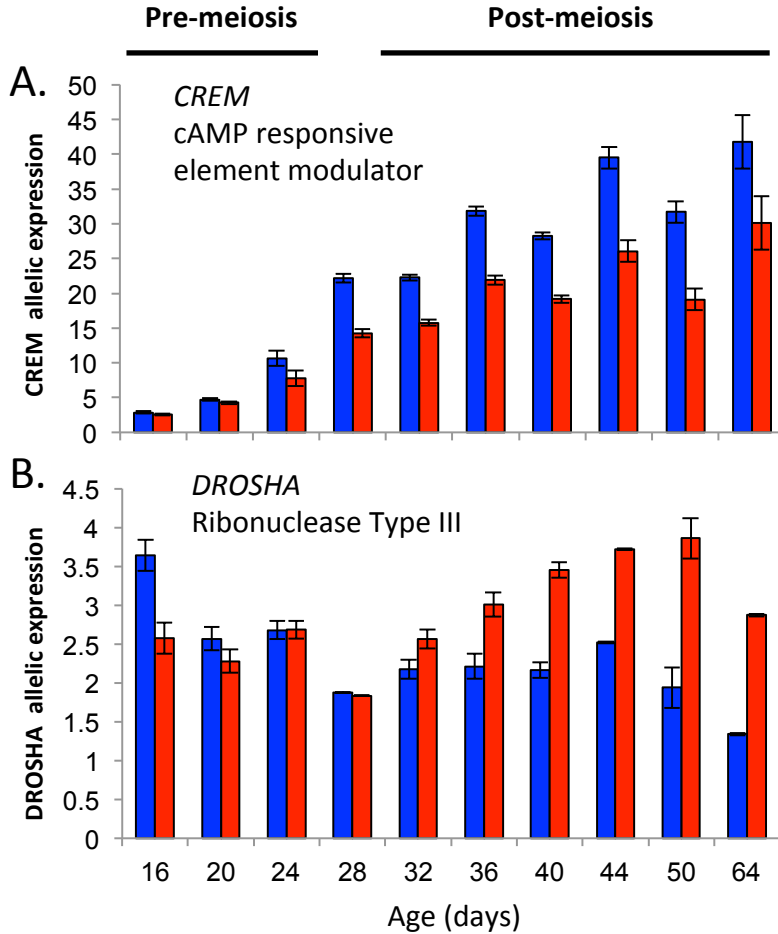 Pre-meiosis Post-meiosis
A.
CREM
cAMP responsive
element modulator
CREM allelic expression
50
45
40
35
30
25
20
15
10
5
0
B.
DROSHA
Ribonuclease Type III
DROSHA allelic expression
4.5
4
3.5
3
2.5
2
1.5
1
0.5
0
16 20 24 28 32 36 40 44 50 64
Age (days)